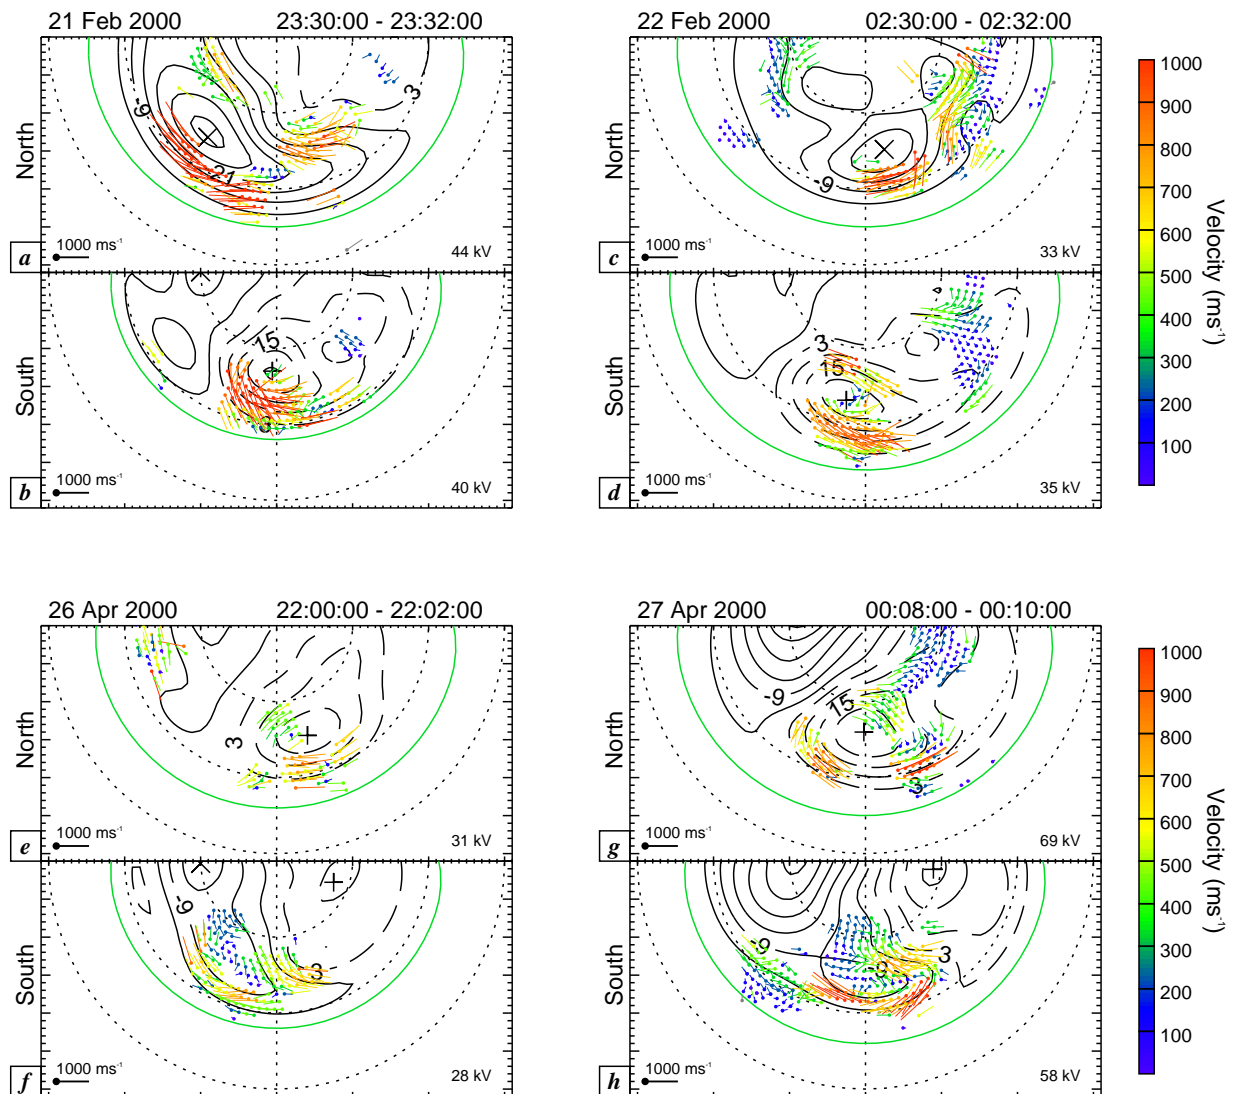 21 Feb 2000 23:30:00 - 23:32:00
North
-9
-21
3
a
1000 ms-1
44 kV
South
15
3
b
1000 ms-1
40 kV
22 Feb 2000 02:30:00 - 02:32:00
North
-9
c
1000 ms-1
33 kV
South
3
15
d
1000 ms-1
35 kV
1000
900
800
700
600
500
400
300
200
100
Velocity (ms-1)
26 Apr 2000 22:00:00 - 22:02:00
North
3
e
1000 ms-1
31 kV
South
-9
3
f
1000 ms-1
28 kV
27 Apr 2000 00:08:00 - 00:10:00
North
-9
15
3
g
1000 ms-1
69 kV
South
-9
-9
3
h
1000 ms-1
58 kV
1000
900
800
700
600
500
400
300
200
100
Velocity (ms-1)